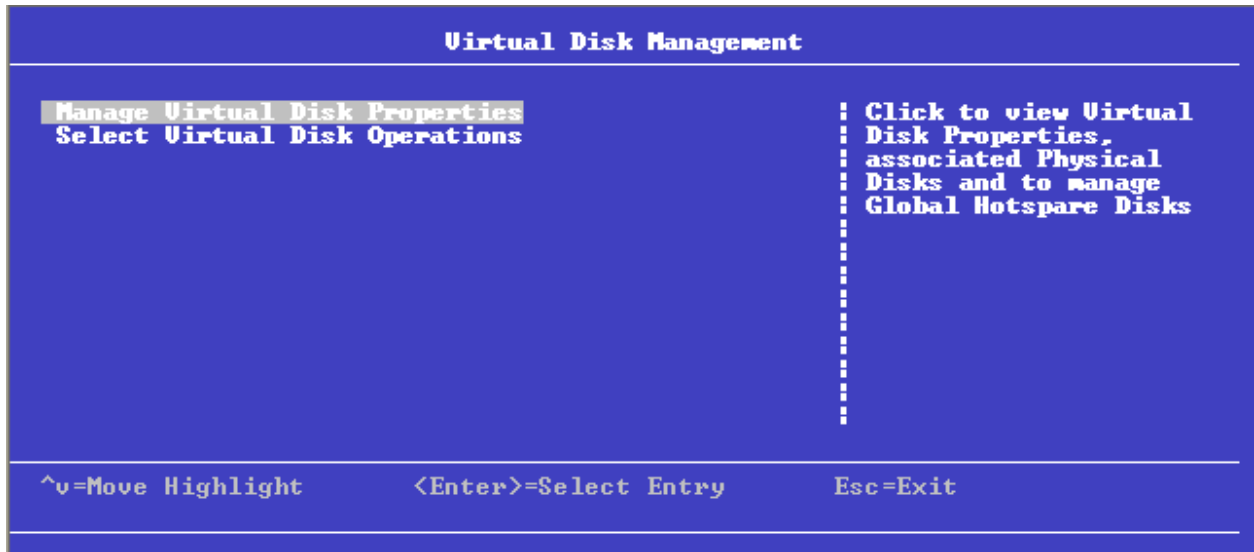 Virtual Disk Management
Manage Virtual Disk Properties
Select Virtual Disk Operations
Click to view Virtual
Disk Properties,
associated Physical
Disks and to manage
Global Hotspare Disks
^v=Move Highlight <Enter>=Select Entry Esc=Exit